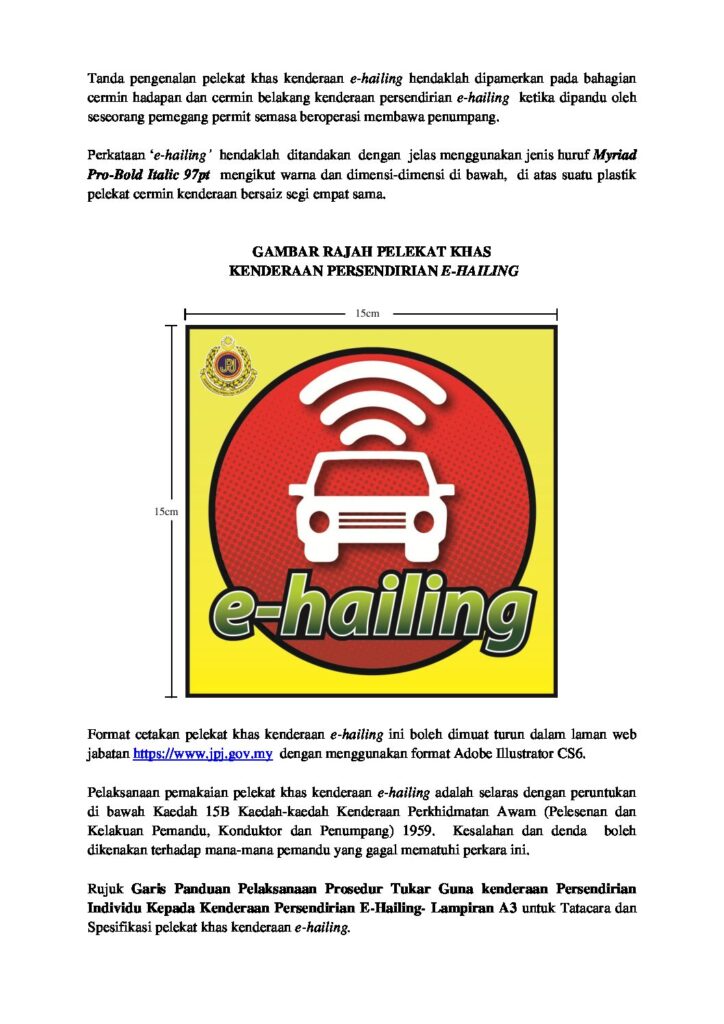 Tanda pengenalan pelekat khas kenderaan e-hailing hendaklah dipamerkan pada bahagian
cermin hadapan dan cermin belakang kenderaan persendirian e-hailing ketika dipandu oleh
seseorang pemegang permit semasa beroperasi membawa penumpang.
Perkataan ‘e-hailing’ hendaklah ditandakan dengan jelas menggunakan jenis huruf Myriad
Pro-Bold Italic 97pt mengikut warna dan dimensi-dimensi di bawah, di atas suatu plastik
pelekat cermin kenderaan bersaiz segi empat sama.
GAMBAR RAJAH PELEKAT KHAS
KENDERAAN PERSENDIRIAN E-HAILING
15cm
JPJ
15cm
e-hailing
Format cetakan pelekat khas kenderaan e-hailing ini boleh dimuat turun dalam laman web
jabatan https://www.jpj.gov.my dengan menggunakan format Adobe Illustrator CS6.
Pelaksanaan pemakaian pelekat khas kenderaan e-hailing adalah selaras dengan peruntukan
di bawah Kaedah 15B Kaedah-kaedah Kenderaan Perkhidmatan Awam (Pelesenan dan
Kelakuan Pemandu, Konduktor dan Penumpang) 1959. Kesalahan dan denda boleh
dikenakan terhadap mana-mana pemandu yang gagal mematuhi perkara ini.
Rujuk Garis Panduan Pelaksanaan Prosedur Tukar Guna kenderaan Persendirian
Individu Kepada Kenderaan Persendirian E-Hailing- Lampiran A3 untuk Tatacara dan
Spesifikasi pelekat khas kenderaan e-hailing.